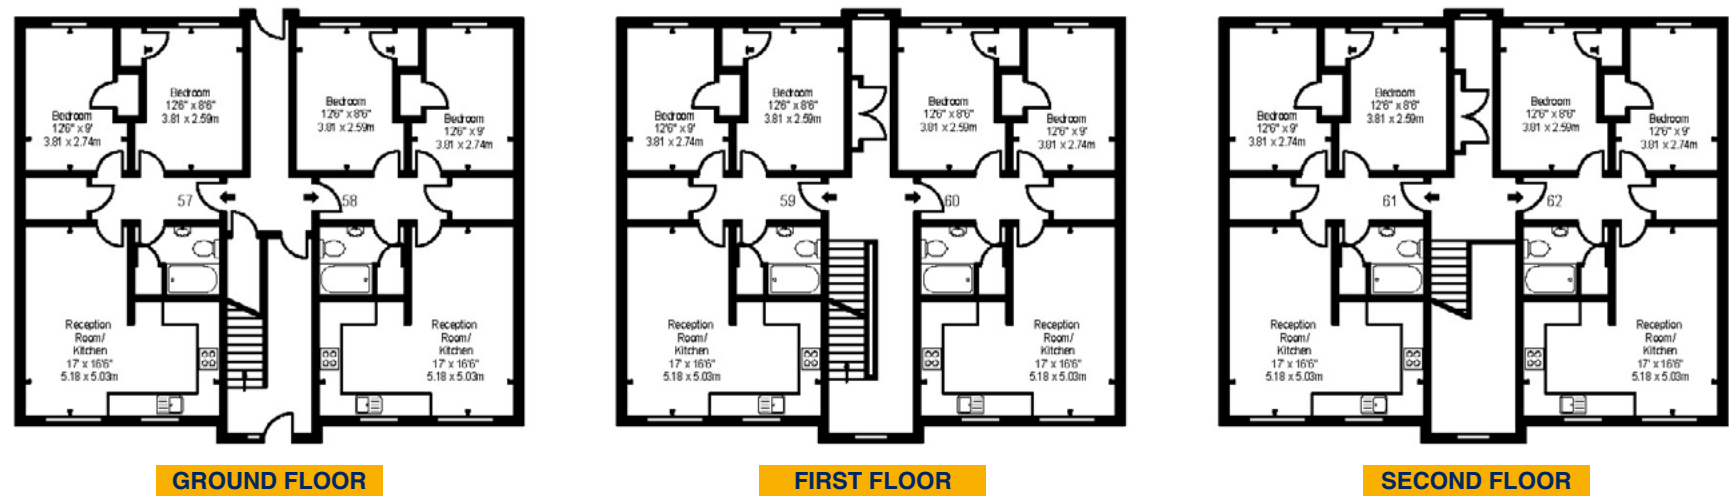 Bedroom
12'6" x 9'
3.81 x 2.74m
Bedroom
12'6" x 8'6"
3.81 x 2.59m
Bedroom
12'6" x 8'6"
3.81 x 2.59m
Bedroom
12'6" x 9'
3.81 x 2.74m
57
58
Reception
Room/
Kitchen
17' x 16'6"
5.18 x 5.03m
Reception
Room/
Kitchen
17' x 16'6"
5.18 x 5.03m
GROUND FLOOR
Bedroom
12'6" x 9'
3.81 x 2.74m
Bedroom
12'6" x 8'6"
3.81 x 2.59m
Bedroom
12'6" x 8'6"
3.81 x 2.59m
Bedroom
12'6" x 9'
3.81 x 2.74m
59
60
Reception
Room/
Kitchen
17' x 16'6"
5.18 x 5.03m
Reception
Room/
Kitchen
17' x 16'6"
5.18 x 5.03m
FIRST FLOOR
Bedroom
12'6" x 9'
3.81 x 2.74m
Bedroom
12'6" x 8'6"
3.81 x 2.59m
Bedroom
12'6" x 8'6"
3.81 x 2.59m
Bedroom
12'6" x 9'
3.81 x 2.74m
61
62
Reception
Room/
Kitchen
17' x 16'6"
5.18 x 5.03m
Reception
Room/
Kitchen
17' x 16'6"
5.18 x 5.03m
SECOND FLOOR